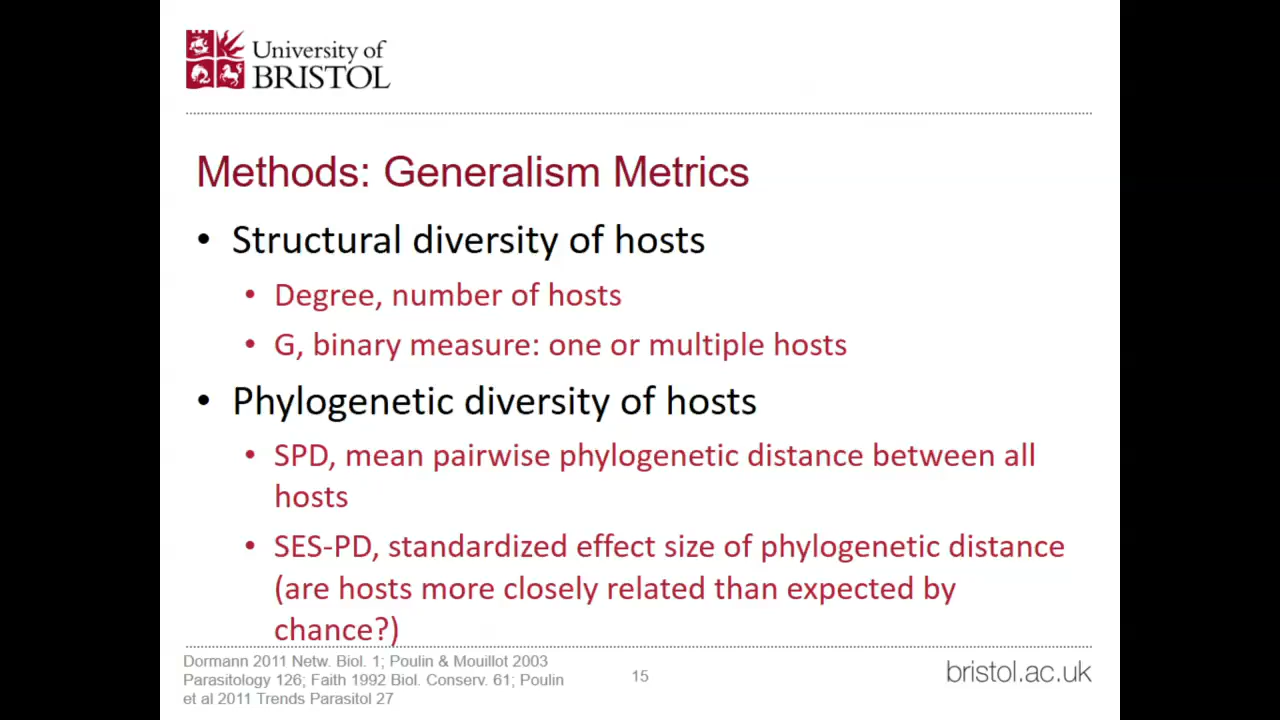 University of
BRISTOL
Methods: Generalism Metrics
• Structural diversity of hosts
• Degree, number of hosts
• G, binary measure: one or multiple hosts
• Phylogenetic diversity of hosts
• SPD, mean pairwise phylogenetic distance between all
hosts
• SES-PD, standardized effect size of phylogenetic distance
(are hosts more closely related than expected by
chance?)
Dormann 2011 Netw. Biol. 1; Poulin & Mouillot 2003
Parasitology 126; Faith 1992 Biol. Conserv. 61; Poulin
et al 2011 Trends Parasitol 27
15
bristol.ac.uk